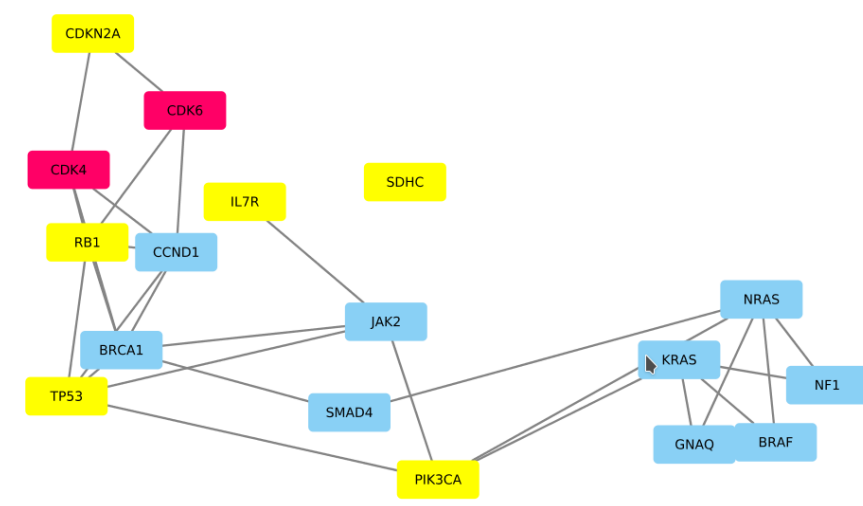 CDKN2A
CDK6
CDK4
SDHC
IL7R
RB1
CCND1
NRAS
JAK2
BRCA1
KRAS
NF1
TP53
SMAD4
BRAF
GNAQ
PIK3CA